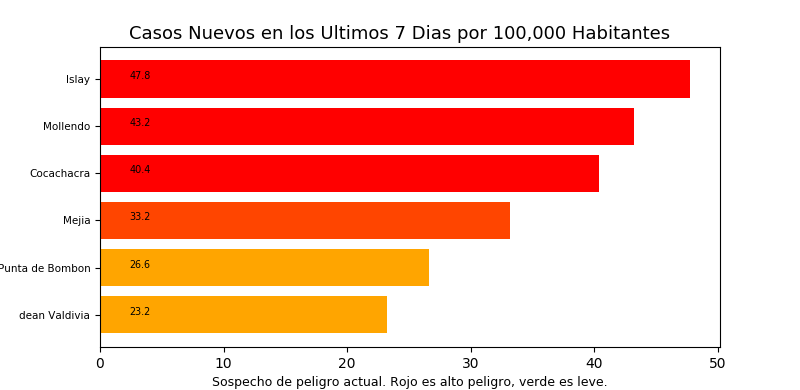 Casos Nuevos en los Ultimos 7 Dias por 100,000 Habitantes
Islay 47.8
Mollendo 43.2
Cocachacra 40.4
Mejia 33.2
Punta de Bombon 26.6
dean Valdivia 23.2
0 10 20 30 40 50
Sospecho de peligro actual. Rojo es alto peligro, verde es leve.